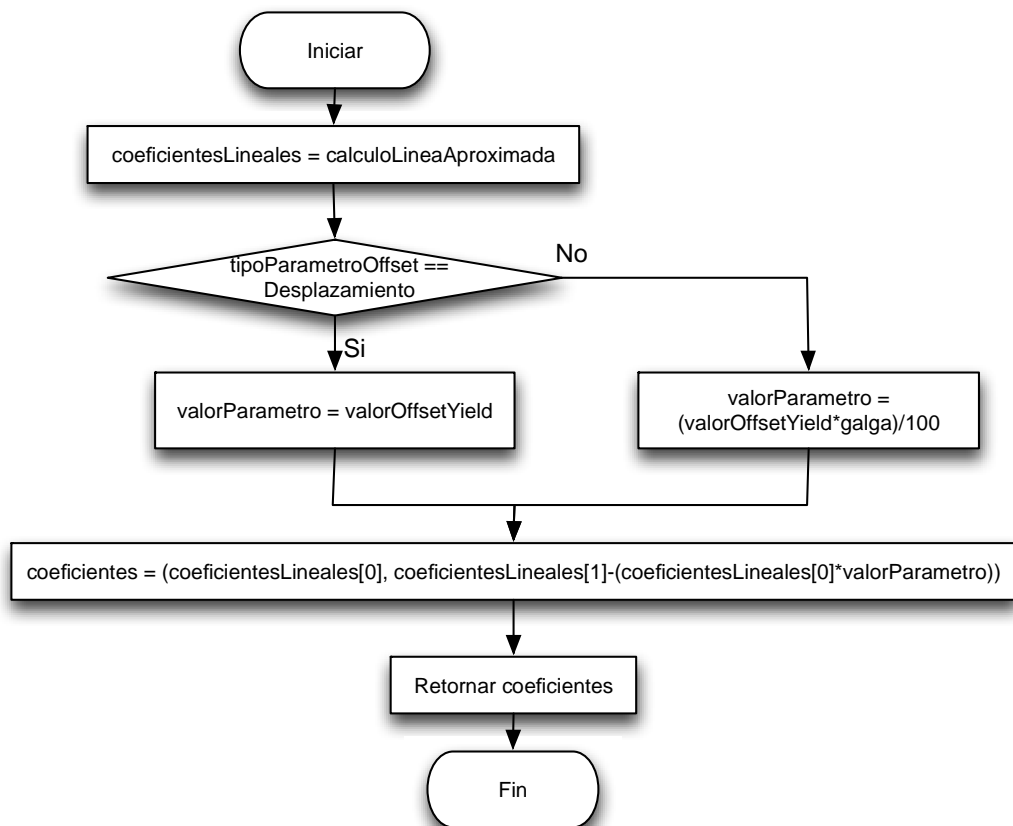 Iniciar
coeficientesLineales = calculoLineaAproximada
tipoParametroOffset ==
Desplazamiento
No
Si
valorParametro = valorOffsetYield
valorParametro =
(valorOffsetYield*galga)/100
coeficientes = (coeficientesLineales[0], coeficientesLineales[1]-(coeficientesLineales[0]*valorParametro))
Retornar coeficientes
Fin